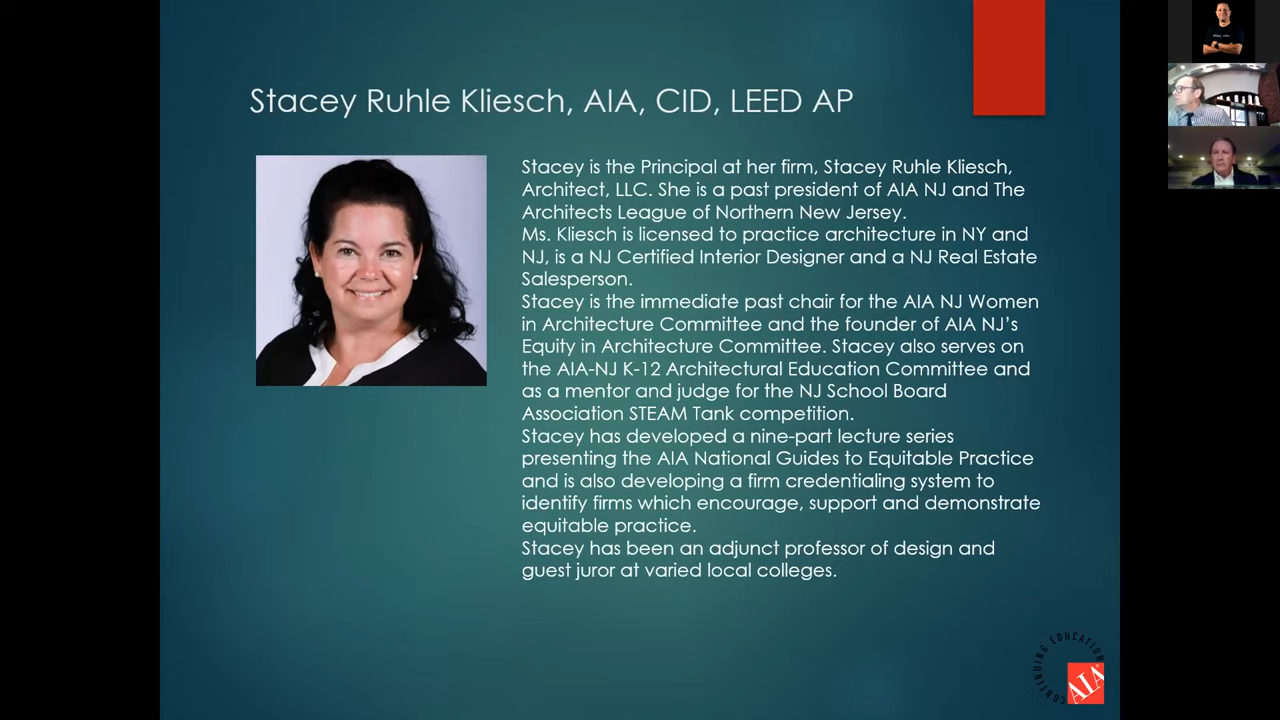 Stacey Ruhle Kliesch, AIA, CID, LEED AP
Stacey is the Principal at her firm, Stacey Ruhle Kliesch,
Architect, LLC. She is a past president of AIA NJ and The
Architects League of Northern New Jersey.
Ms. Kliesch is licensed to practice architecture in NY and
NJ, is a NJ Certified Interior Designer and a NJ Real Estate
Salesperson.
Stacey is the immediate past chair for the AIA NJ Women
in Architecture Committee and the founder of AIA NJ’s
Equity in Architecture Committee. Stacey also serves on
the AIA-NJ K-12 Architectural Education Committee and
as a mentor and judge for the NJ School Board
Association STEAM Tank competition.
Stacey has developed a nine-part lecture series
presenting the AIA National Guides to Equitable Practice
and is also developing a firm credentialing system to
identify firms which encourage, support and demonstrate
equitable practice.
Stacey has been an adjunct professor of design and
guest juror at varied local colleges.
CONTINUING EDUCATION
AIA